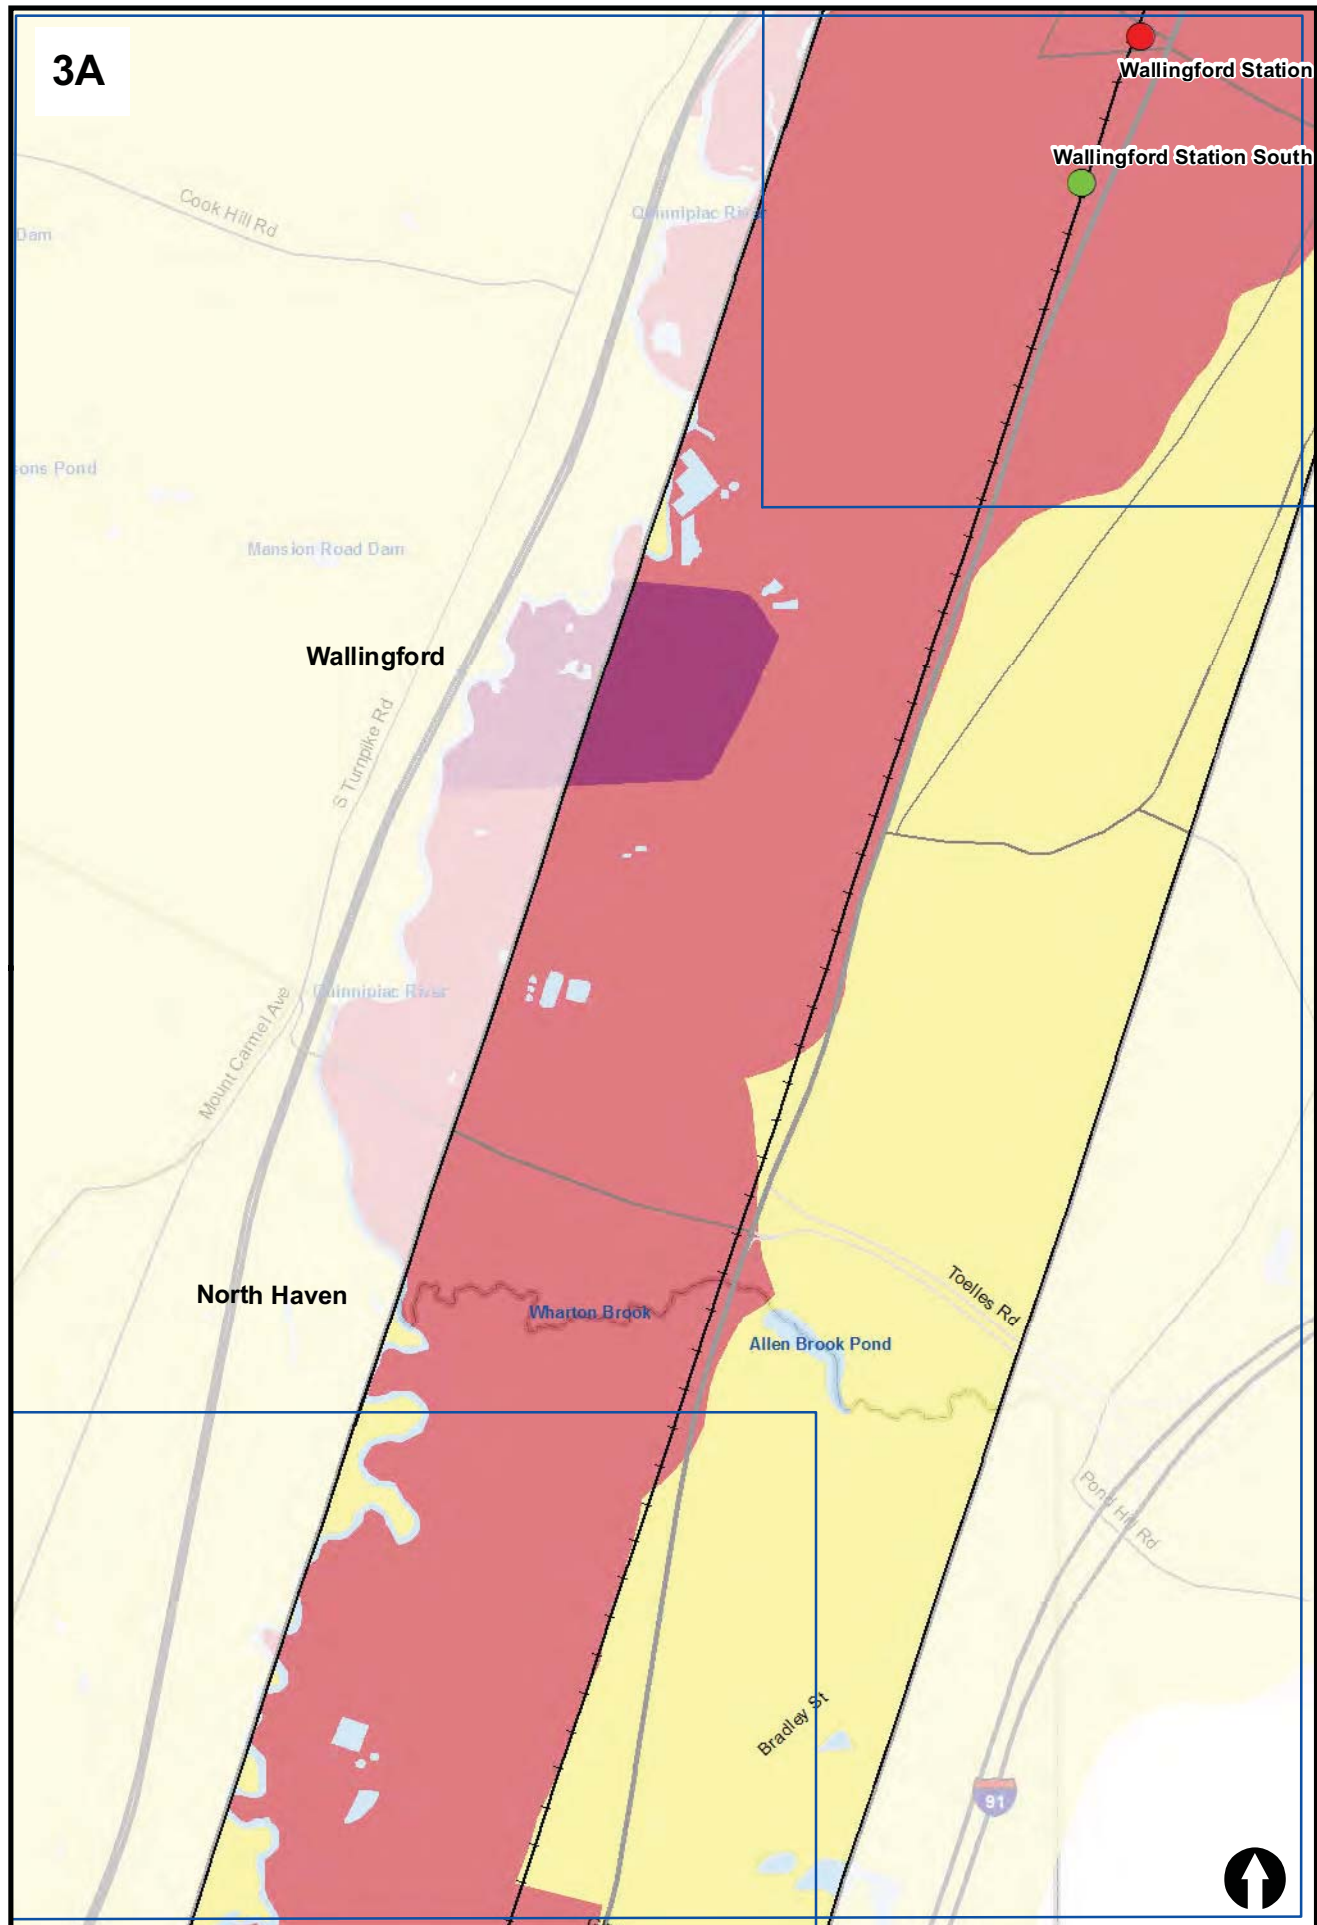 3A
Wallingford Station
Wallingford Station South
Cook Hill Rd
Quinnipiac River
Dam
sons Pond
Mansion Road Dam
Wallingford
S Turnpike Rd
Quinnipiac River
Mount Carmel Ave
North Haven
Wharton Brook
Toelles Rd
Allen Brook Pond
Pond Hill Rd
Bradley St
91